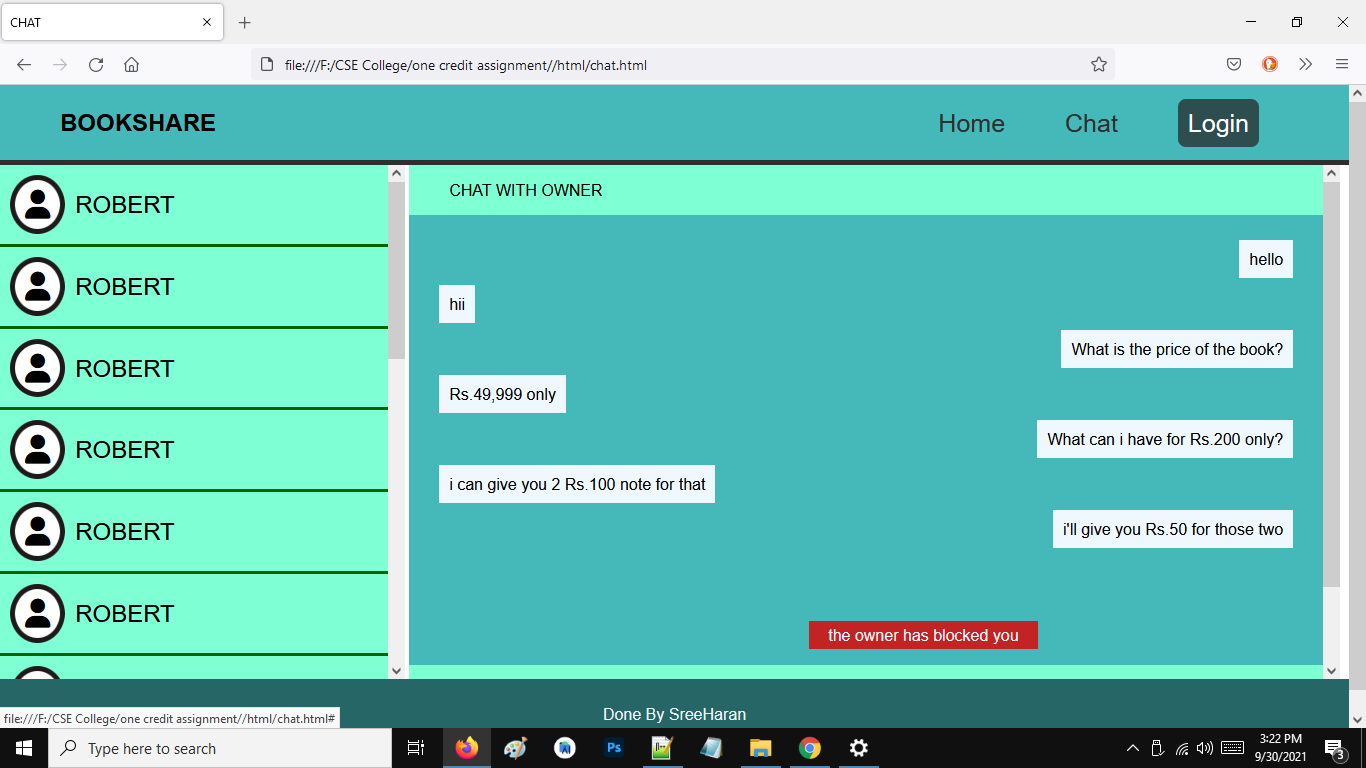 CHAT
file:///F:/CSE College/one credit assignment//html/chat.html
BOOKSHARE
Home
Chat
Login
ROBERT
ROBERT
ROBERT
ROBERT
ROBERT
ROBERT
CHAT WITH OWNER
hello
hii
What is the price of the book?
Rs.49,999 only
What can i have for Rs.200 only?
i can give you 2 Rs.100 note for that
i'll give you Rs.50 for those two
the owner has blocked you
file:///F:/CSE College/one credit assignment//html/chat.html#
Done By SreeHaran
Type here to search
Ps
3:22 PM
9/30/2021
3